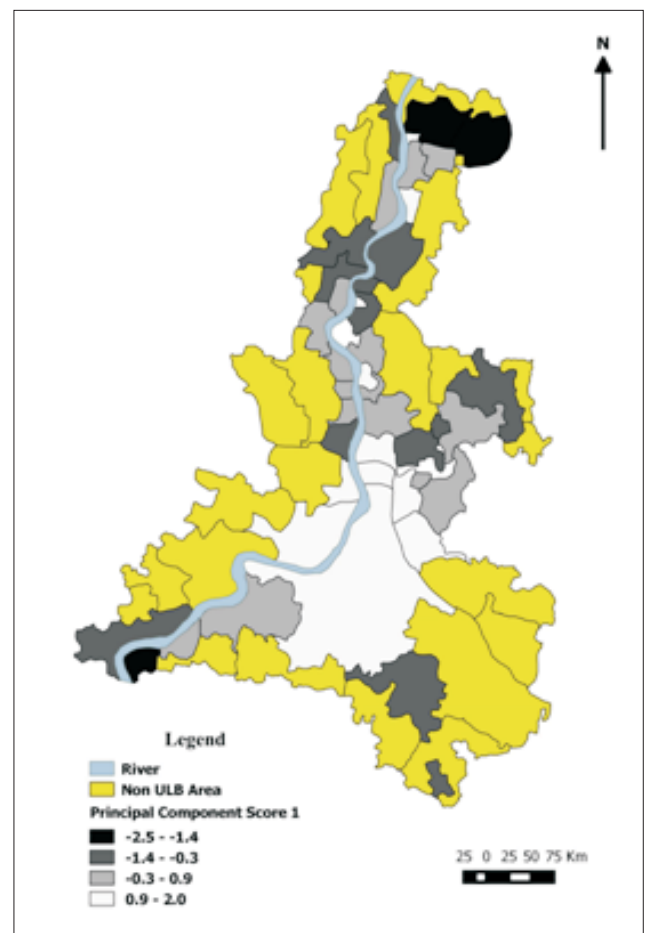 N
Legend
River
Non ULB Area
Principal Component Score 1
-2.5 - -1.4
-1.4 - -0.3
-0.3 - 0.9
0.9 - 2.0
25 0 25 50 75 Km